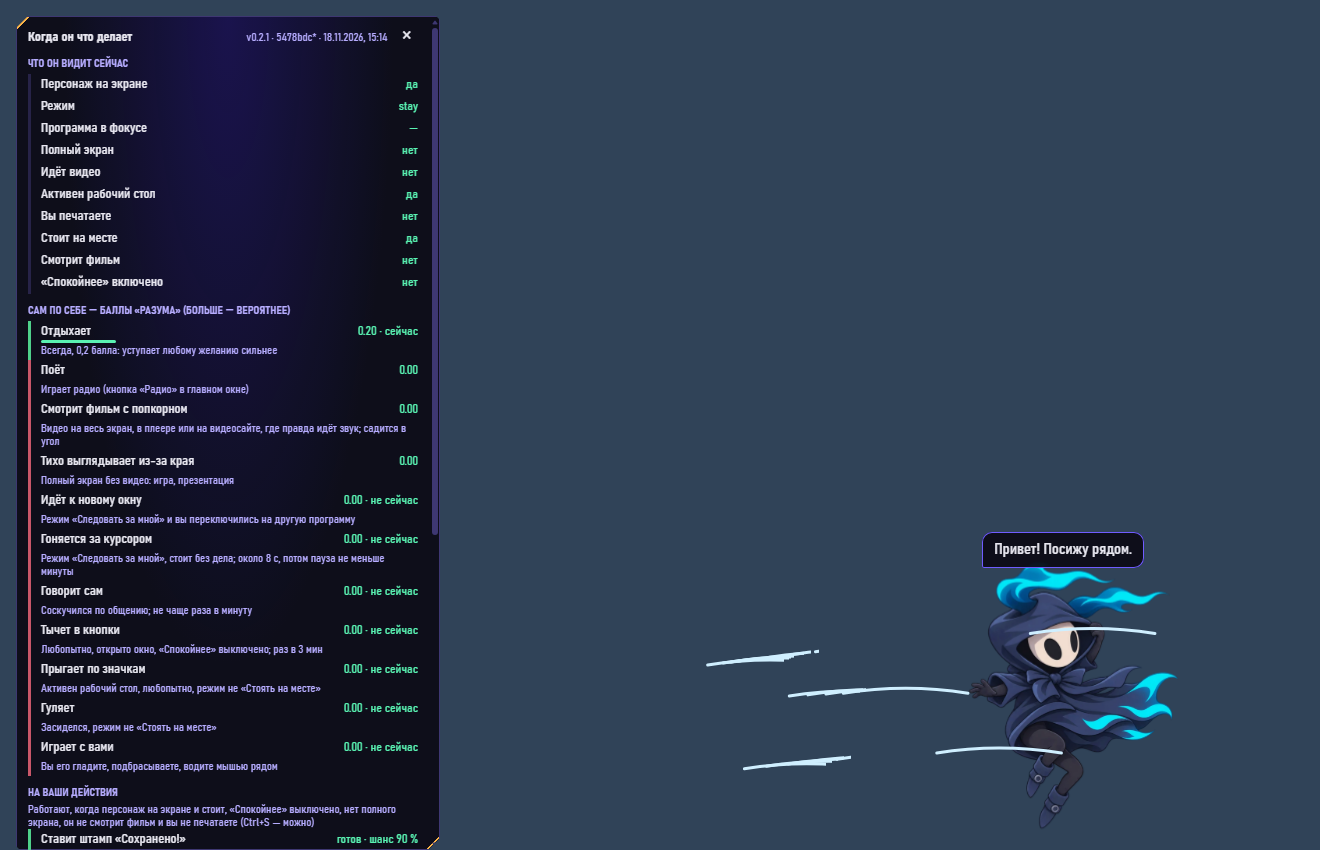 Когда он что делает
v0.2.1 · 5478bdc* · 18.11.2026, 15:14
×
ЧТО ОН ВИДИТ СЕЙЧАС
Персонаж на экране да
Режим stay
Программа в фокусе —
Полный экран нет
Идёт видео нет
Активен рабочий стол да
Вы печатаете нет
Стоит на месте да
Смотрит фильм нет
«Спокойнее» включено нет
САМ ПО СЕБЕ — БАЛЛЫ «РАЗУМА» (БОЛЬШЕ — ВЕРОЯТНЕЕ)
Отдыхает 0.20 · сейчас
Всегда, 0,2 балла: уступает любому желанию сильнее
Поёт 0.00
Играет радио (кнопка «Радио» в главном окне)
Смотрит фильм с попкорном 0.00
Видео на весь экран, в плеере или на видеосайте, где правда идёт звук; садится в
угол
Тихо выглядывает из-за края 0.00
Полный экран без видео: игра, презентация
Идёт к новому окну 0.00 · не сейчас
Режим «Следовать за мной» и вы переключились на другую программу
Гоняется за курсором 0.00 · не сейчас
Режим «Следовать за мной», стоит без дела; около 8 с, потом пауза не меньше
минуты
Говорит сам 0.00 · не сейчас
Соскучился по общению; не чаще раза в минуту
Тычет в кнопки 0.00 · не сейчас
Любопытно, открыто окно, «Спокойнее» выключено; раз в 3 мин
Прыгает по значкам 0.00 · не сейчас
Активен рабочий стол, любопытно, режим не «Стоять на месте»
Гуляет 0.00 · не сейчас
Засиделся, режим не «Стоять на месте»
Играет с вами 0.00 · не сейчас
Вы его гладите, подбрасываете, водите мышью рядом
НА ВАШИ ДЕЙСТВИЯ
Работают, когда персонаж на экране и стоит, «Спокойнее» выключено, нет полного
экрана, он не смотрит фильм и вы не печатаете (Ctrl+S — можно)
Ставит штамп «Сохранено!» готов · шанс 90 %
Привет! Посижу рядом.